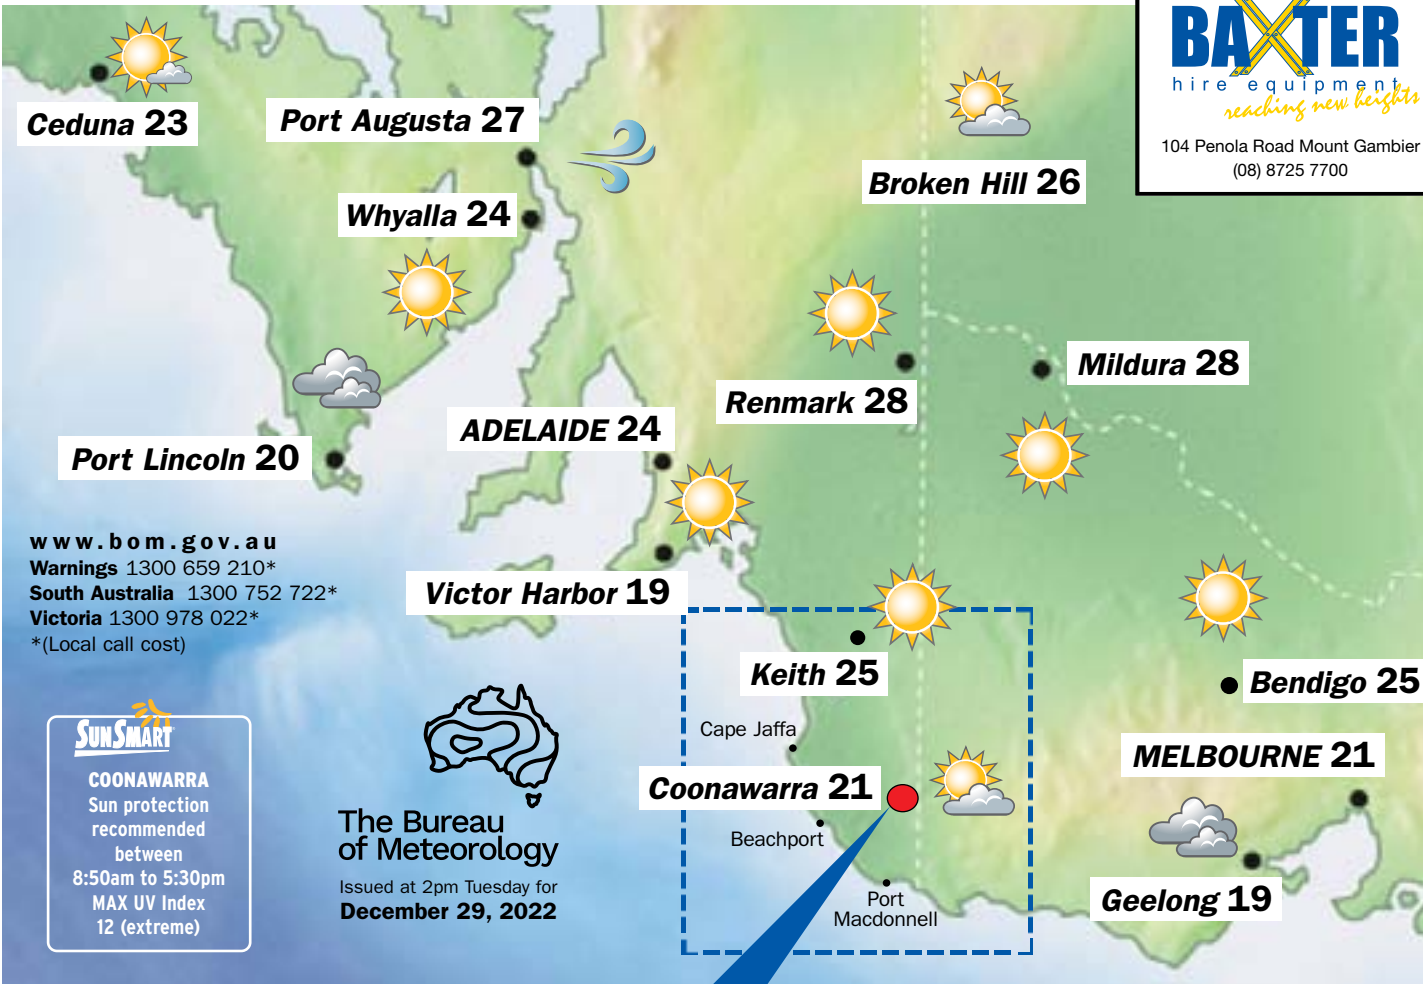 BAXTER
hire equipment
reaching new heights
104 Penola Road Mount Gambier
(08) 8725 7700
Ceduna 23
Port Augusta 27
Whyalla 24
Broken Hill 26
Renmark 28
Mildura 28
ADELAIDE 24
Port Lincoln 20
Victor Harbor 19
www.bom.gov.au
Warnings 1300 659 210*
South Australia 1300 752 722*
Victoria 1300 978 022*
*(Local call cost)
Keith 25
Bendigo 25
Cape Jaffa
MELBOURNE 21
Coonawarra 21
Beachport
Port
Macdonnell
Geelong 19
SUNSMART
COONAWARRA
Sun protection
recommended
between
8:50am to 5:30pm
MAX UV Index
12 (extreme)
The Bureau
of Meteorology
Issued at 2pm Tuesday for
December 29, 2022